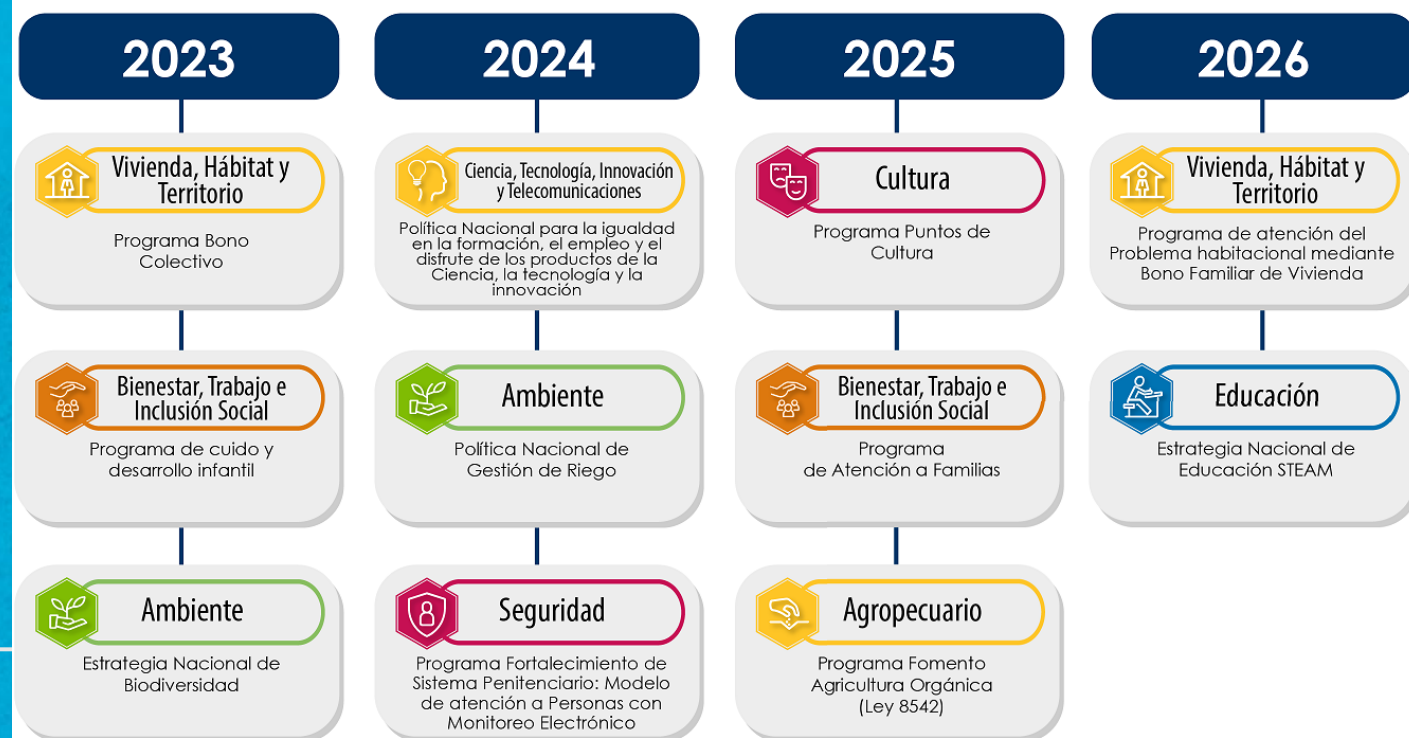 2023
Vivienda, Hábitat y
Territorio
Programa Bono
Colectivo
Bienestar, Trabajo e
Inclusión Social
Programa de cuido y
desarrollo infantil
Ambiente
Estrategia Nacional de
Biodiversidad
2024
Ciencia, Tecnología, Innovación
y Telecomunicaciones
Política Nacional para la igualdad
en la formación, el empleo y el
disfrute de los productos de la
Ciencia, la tecnología y la
innovación
Ambiente
Política Nacional de
Gestión de Riego
Seguridad
Programa Fortalecimiento de
Sistema Penitenciario: Modelo
de atención a Personas con
Monitoreo Electrónico
2025
Cultura
Programa Puntos de
Cultura
Bienestar, Trabajo e
Inclusión Social
Programa
de Atención a Familias
Agropecuario
Programa Fomento
Agricultura Orgánica
(Ley 8542)
2026
Vivienda, Hábitat y
Territorio
Programa de atención del
Problema habitacional mediante
Bono Familiar de Vivienda
Educación
Estrategia Nacional de
Educación STEAM